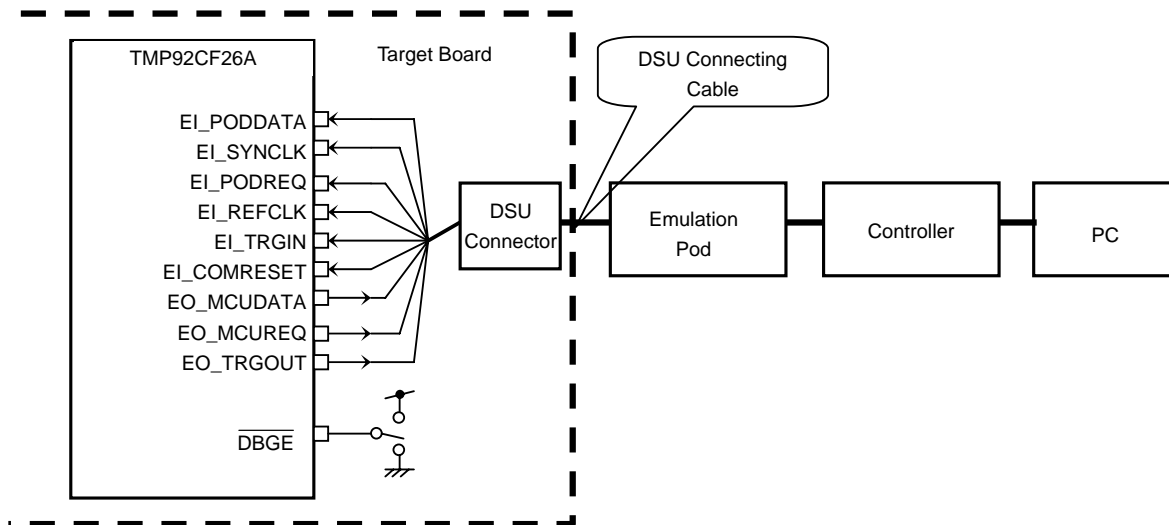 TMP92CF26A
Target Board
DSU Connecting
Cable
EI_PODDATA
EI_SYNCLK
EI_PODREQ
EI_REFCLK
EI_TRGIN
EI_COMRESET
EO_MCUDATA
EO_MCUREQ
EO_TRGOUT
DBGE
DSU
Connector
Emulation
Pod
Controller
PC